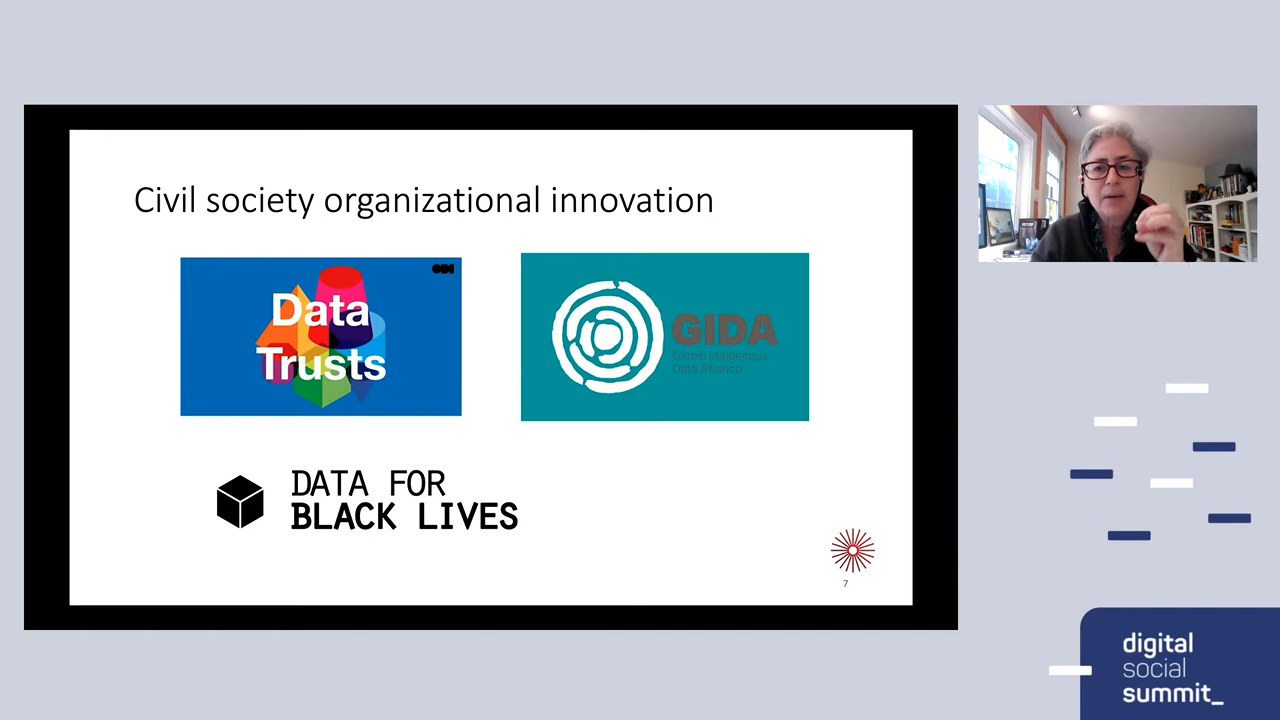 Civil society organizational innovation
ODI
Data
Trusts
GIDA
Global Indigenous
Data Alliance
DATA FOR
BLACK LIVES
7
digital
social
summit_